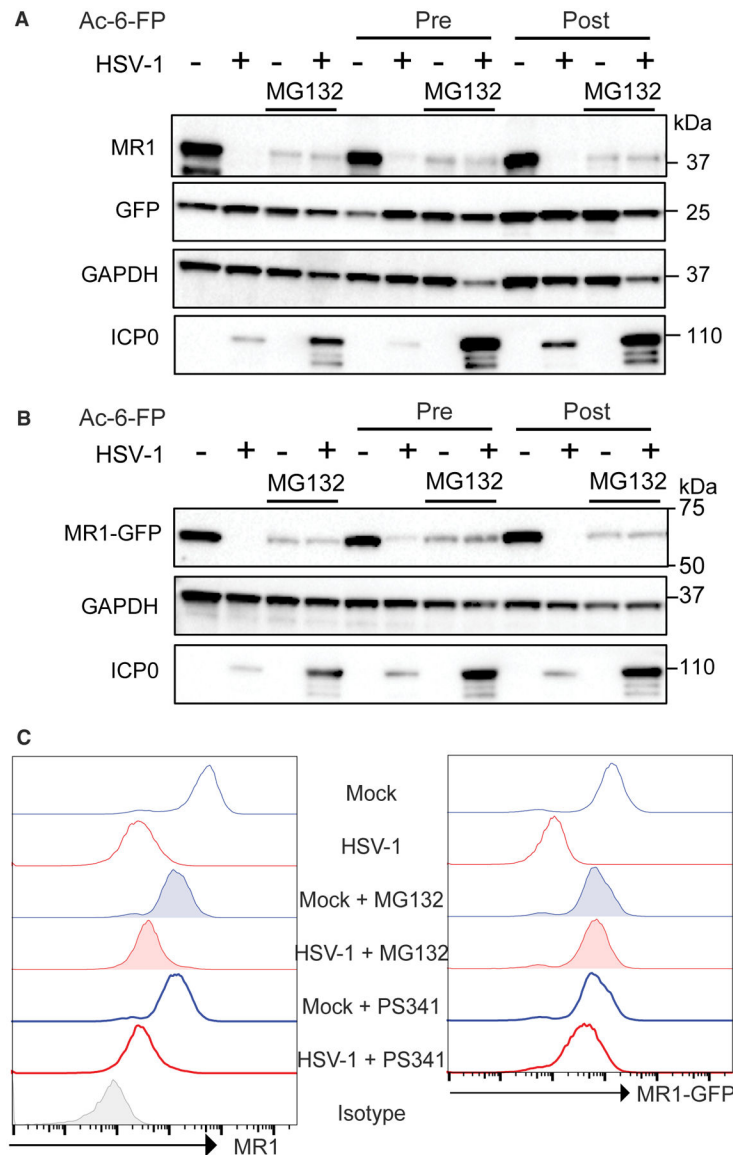 A
Ac-6-FP Pre Post
HSV-1 - + - + - + - + - + - +
MG132 MG132 MG132
kDa
MR1 37
GFP 25
GAPDH 37
ICP0 110
B
Ac-6-FP Pre Post
HSV-1 - + - + - + - + - + - +
MG132 MG132 MG132
kDa
75
MR1-GFP
50
GAPDH 37
ICP0 110
C
Mock
HSV-1
Mock + MG132
HSV-1 + MG132
Mock + PS341
HSV-1 + PS341
MR1-GFP
Isotype
MR1